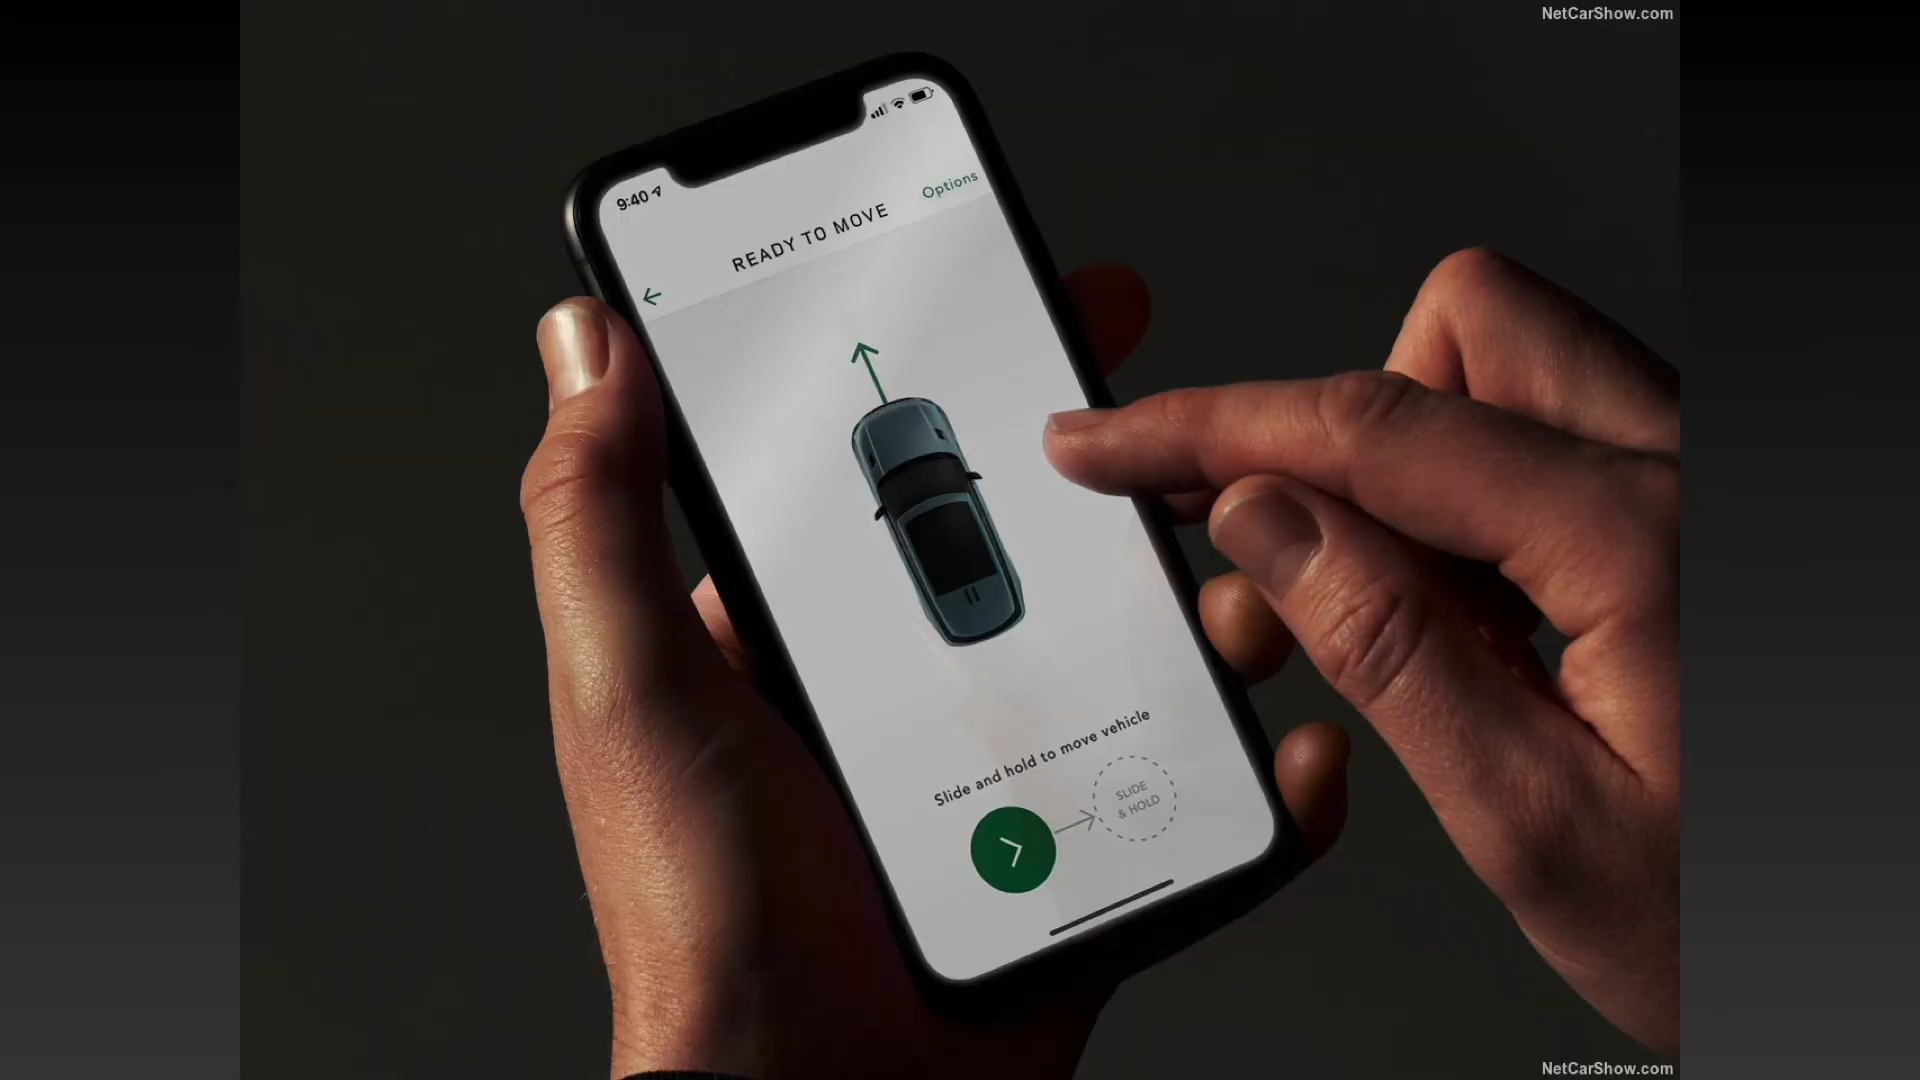 NetCarShow.com
9:40
Options
READY TO MOVE
Slide and hold to move vehicle
SLIDE
& HOLD
NetCarShow.com